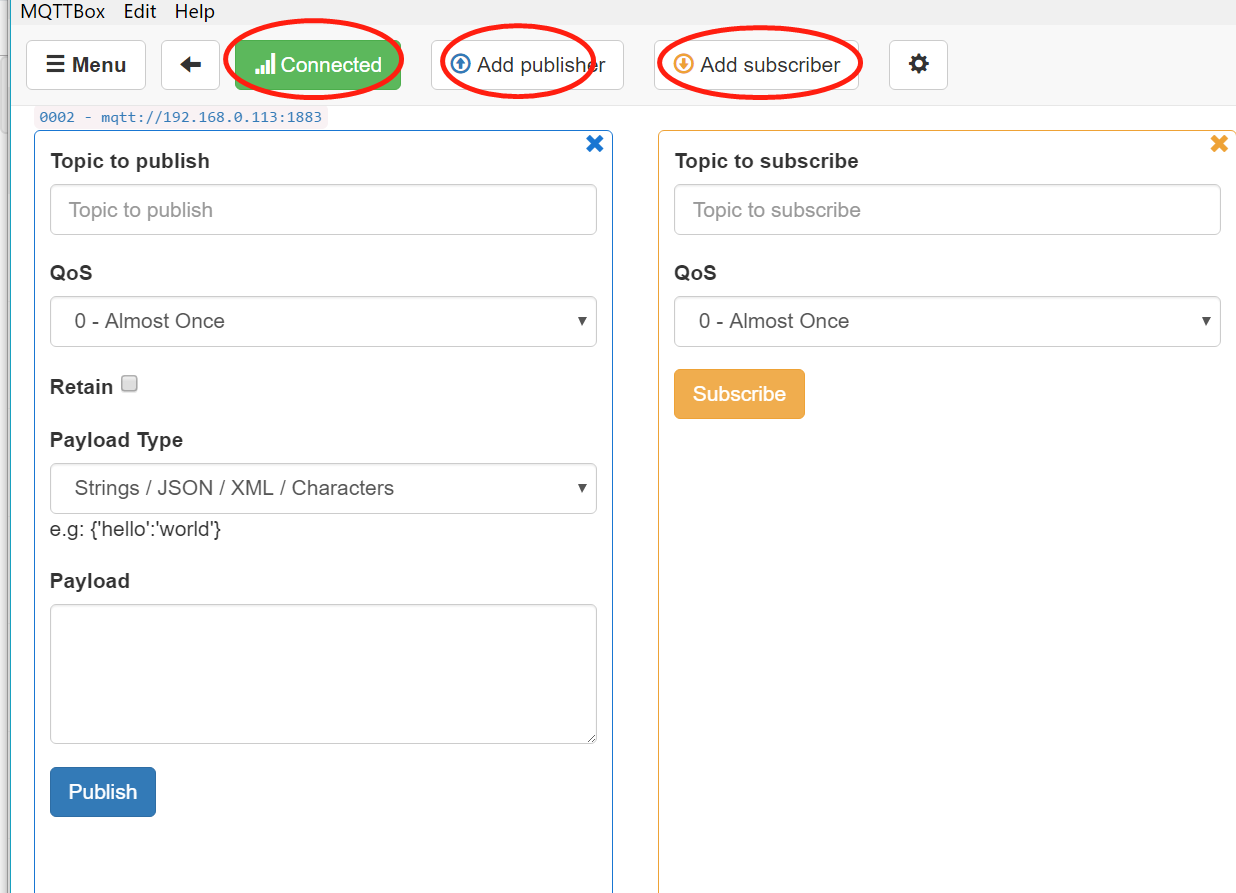 MQTTBox Edit Help
Menu Connected Add publisher Add subscriber
0002 - mqtt://192.168.0.113:1883
Topic to publish
Topic to publish
QoS
0 - Almost Once
Retain
Payload Type
Strings / JSON / XML / Characters
e.g: {'hello':'world'}
Payload
Publish
Topic to subscribe
Topic to subscribe
QoS
0 - Almost Once
Subscribe